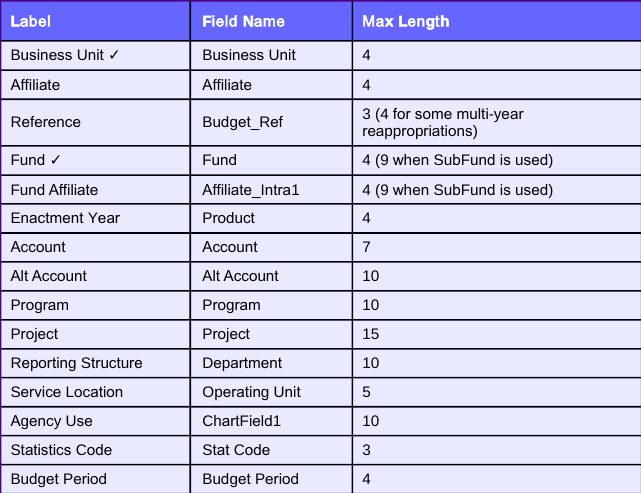 Label Field Name Max Length
Business Unit ✓ Business Unit 4
Affiliate Affiliate 4
Reference Budget_Ref 3 (4 for some multi-year
reappropriations)
Fund ✓ Fund 4 (9 when SubFund is used)
Fund Affiliate Affiliate_Intra1 4 (9 when SubFund is used)
Enactment Year Product 4
Account Account 7
Alt Account Alt Account 10
Program Program 10
Project Project 15
Reporting Structure Department 10
Service Location Operating Unit 5
Agency Use ChartField1 10
Statistics Code Stat Code 3
Budget Period Budget Period 4